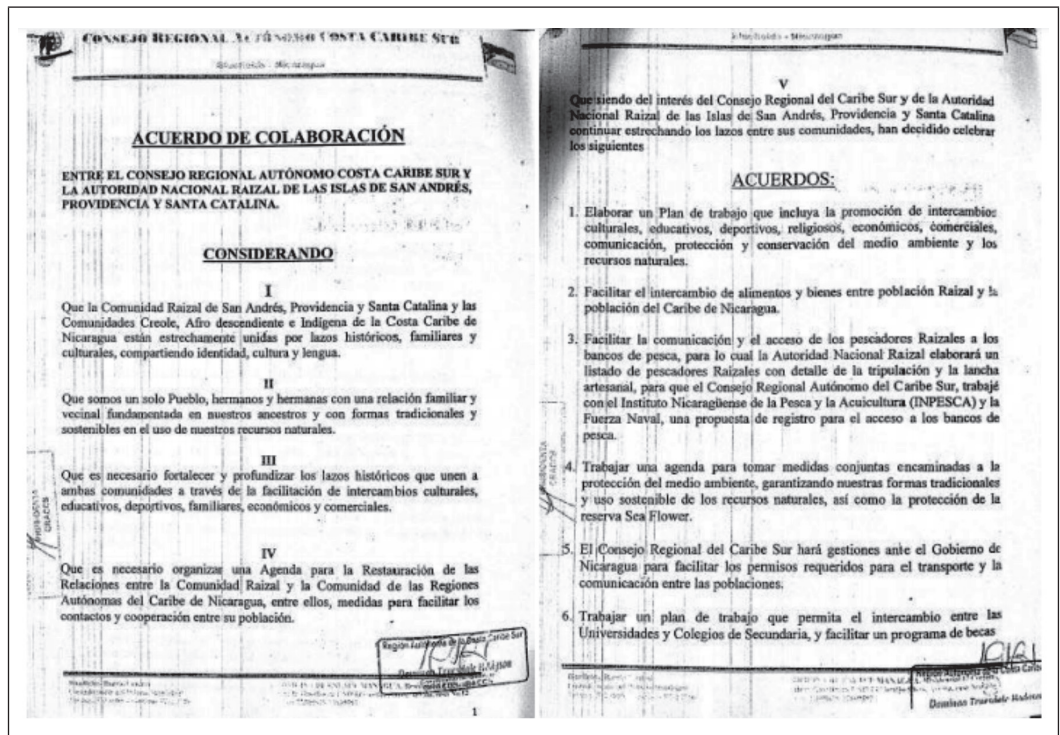 CONSEJO REGIONAL AUTÓNOMO COSTA CARIBE SUR
Bluefields - Nicaragua
ACUERDO DE COLABORACIÓN
ENTRE EL CONSEJO REGIONAL AUTÓNOMO COSTA CARIBE SUR Y
LA AUTORIDAD NACIONAL RAIZAL DE LAS ISLAS DE SAN ANDRÉS,
PROVIDENCIA Y SANTA CATALINA.
CONSIDERANDO
I
Que la Comunidad Raizal de San Andrés, Providencia y Santa Catalina y las
Comunidades Creole, Afro descendiente e Indígena de la Costa Caribe de
Nicaragua están estrechamente unidas por lazos históricos, familiares y
culturales, compartiendo identidad, cultura y lengua.
II
Que somos un solo Pueblo, hermanos y hermanas con una relación familiar y
vecinal fundamentada en nuestros ancestros y con formas tradicionales y
sostenibles en el uso de nuestros recursos naturales.
III
Que es necesario fortalecer y profundizar los lazos históricos que unen a
ambas comunidades a través de la facilitación de intercambios culturales,
educativos, deportivos, familiares, económicos y comerciales.
IV
Que es necesario organizar una Agenda para la Restauración de las
Relaciones entre la Comunidad Raizal y la Comunidad de las Regiones
Autónomas del Caribe de Nicaragua, entre ellos, medidas para facilitar los
contactos y cooperación entre su población.
Región Autónoma de la Costa Caribe Sur
1
Bluefields - Nicaragua
V
Que siendo del interés del Consejo Regional del Caribe Sur y de la Autoridad
Nacional Raizal de las Islas de San Andrés, Providencia y Santa Catalina
continuar estrechando los lazos entre sus comunidades, han decidido celebrar
los siguientes
ACUERDOS:
1. Elaborar un Plan de trabajo que incluya la promoción de intercambios
culturales, educativos, deportivos, religiosos, económicos, comerciales,
comunicación, protección y conservación del medio ambiente y los
recursos naturales.
2. Facilitar el intercambio de alimentos y bienes entre población Raizal y la
población del Caribe de Nicaragua.
3. Facilitar la comunicación y el acceso de los pescadores Raizales a los
bancos de pesca, para lo cual la Autoridad Nacional Raizal elaborará un
listado de pescadores Raizales con detalle de la tripulación y la lancha
artesanal, para que el Consejo Regional Autónomo del Caribe Sur, trabajé
con el Instituto Nicaragüense de la Pesca y la Acuicultura (INPESCA) y la
Fuerza Naval, una propuesta de registro para el acceso a los bancos de
pesca.
4. Trabajar una agenda para tomar medidas conjuntas encaminadas a la
protección del medio ambiente, garantizando nuestras formas tradicionales
y uso sostenible de los recursos naturales, así como la protección de la
reserva Sea Flower.
5. El Consejo Regional del Caribe Sur hará gestiones ante el Gobierno de
Nicaragua para facilitar los permisos requeridos para el transporte y la
comunicación entre las poblaciones.
6. Trabajar un plan de trabajo que permita el intercambio entre las
Universidades y Colegios de Secundaria, y facilitar un programa de becas